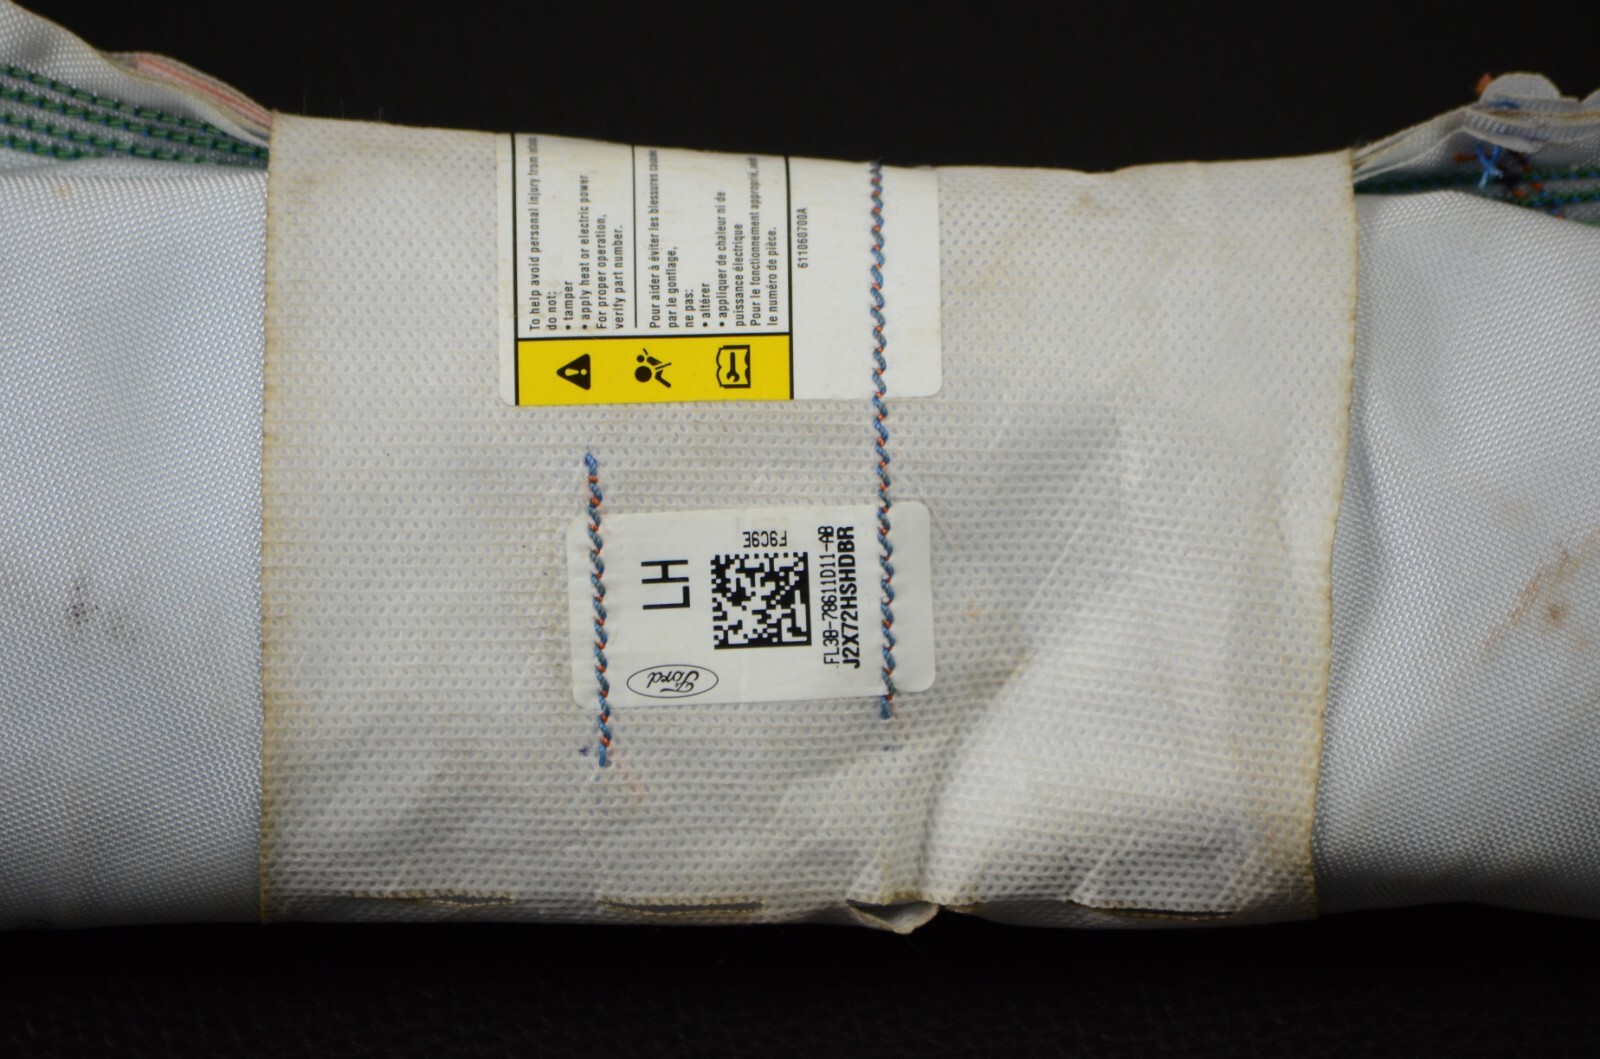 To help avoid personal injury from
do not:
• tamper
• apply heat or electric power
For proper operation,
verify part number.
Pour aider à éviter les blessures
par le gonflage,
ne pas:
• altérer
• appliquer de chaleur ni de
puissance électrique
Pour le fonctionnement approprié,
le numéro de pièce.
611060700A
Ford
LH
F9C9E
FL3B-78611D11-AB
J2X72HSHDBR